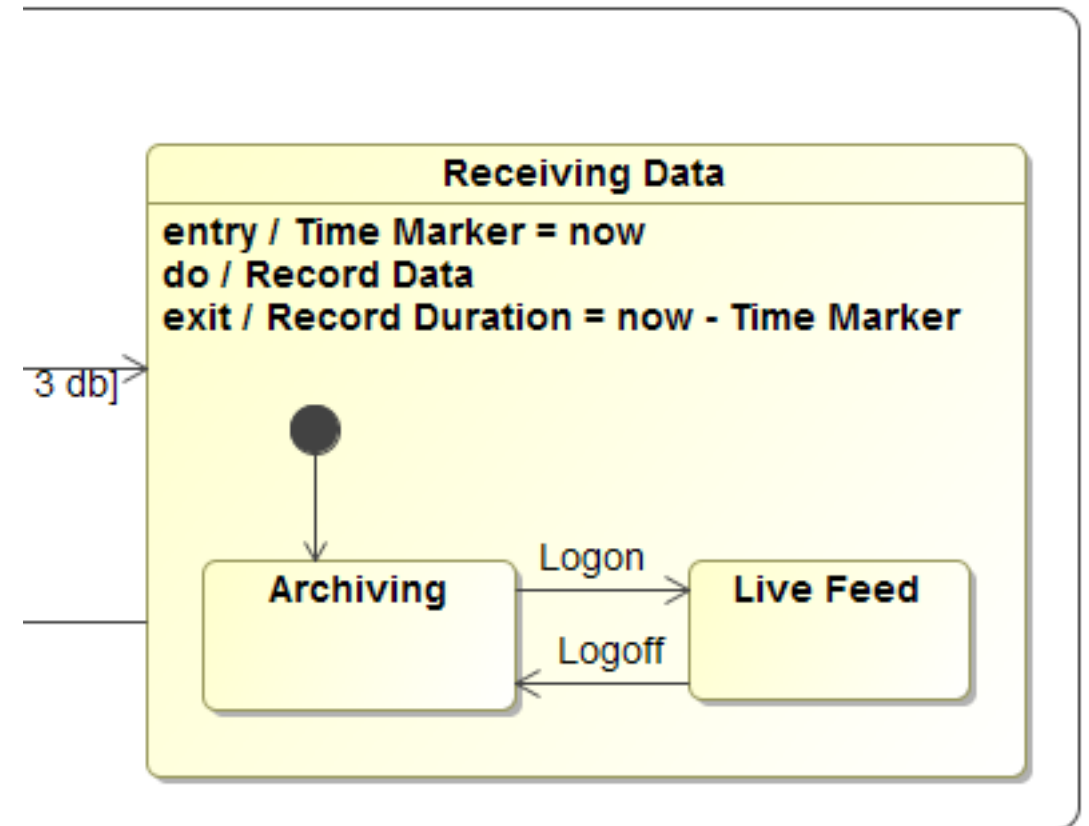 Receiving Data
entry / Time Marker = now
do / Record Data
exit / Record Duration = now - Time Marker
3 db]
Archiving
Logon
Live Feed
Logoff